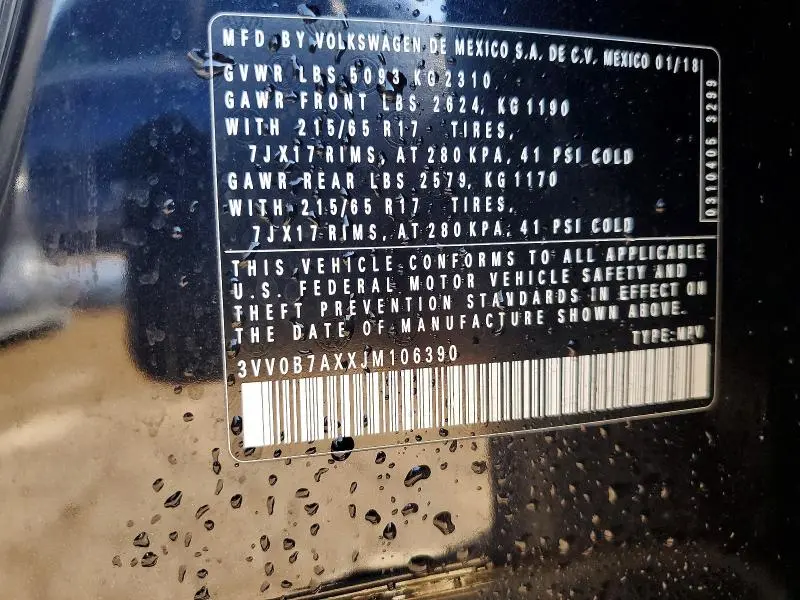 MFD. BY VOLKSWAGEN DE MEXICO S.A. DE C.V. MEXICO 01/18
GVWR LBS 5093 KG 2310
GAWR FRONT LBS 2624, KG 1190
WITH 215/65 R17 TIRES,
7JX17 RIMS, AT 280 KPA, 41 PSI COLD
GAWR REAR LBS 2579, KG 1170
WITH 215/65 R17 TIRES,
7JX17 RIMS, AT 280 KPA, 41 PSI COLD
0310406 3299
THIS VEHICLE CONFORMS TO ALL APPLICABLE
U.S. FEDERAL MOTOR VEHICLE SAFETY AND
THEFT PREVENTION STANDARDS IN EFFECT ON
THE DATE OF MANUFACTURE SHOWN ABOVE.
TYPE:MPV
3VV0B7AXXJM106390